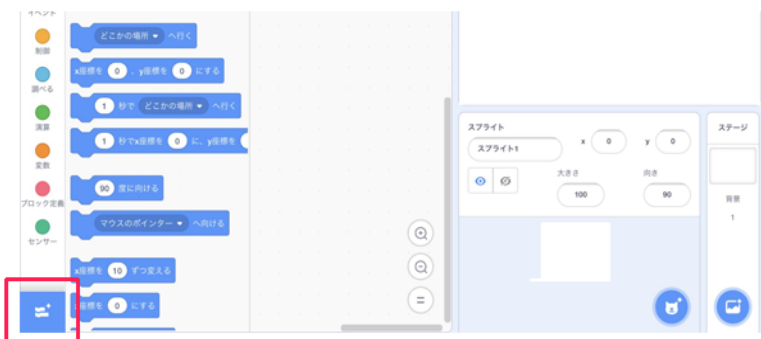 イベント
制御
調べる
演算
変数
ブロック定義
センサー
どこかの場所 へ行く
x座標を 0 、y座標を 0 にする
1 秒で どこかの場所 へ行く
1 秒でx座標を 0 に、y座標を
90 度に向ける
マウスのポインター へ向ける
x座標を 10 ずつ変える
座標を 0 にする
スプライト
スプライト1
x 0
y 0
大きさ
向き
100
90
ステージ
背景
1